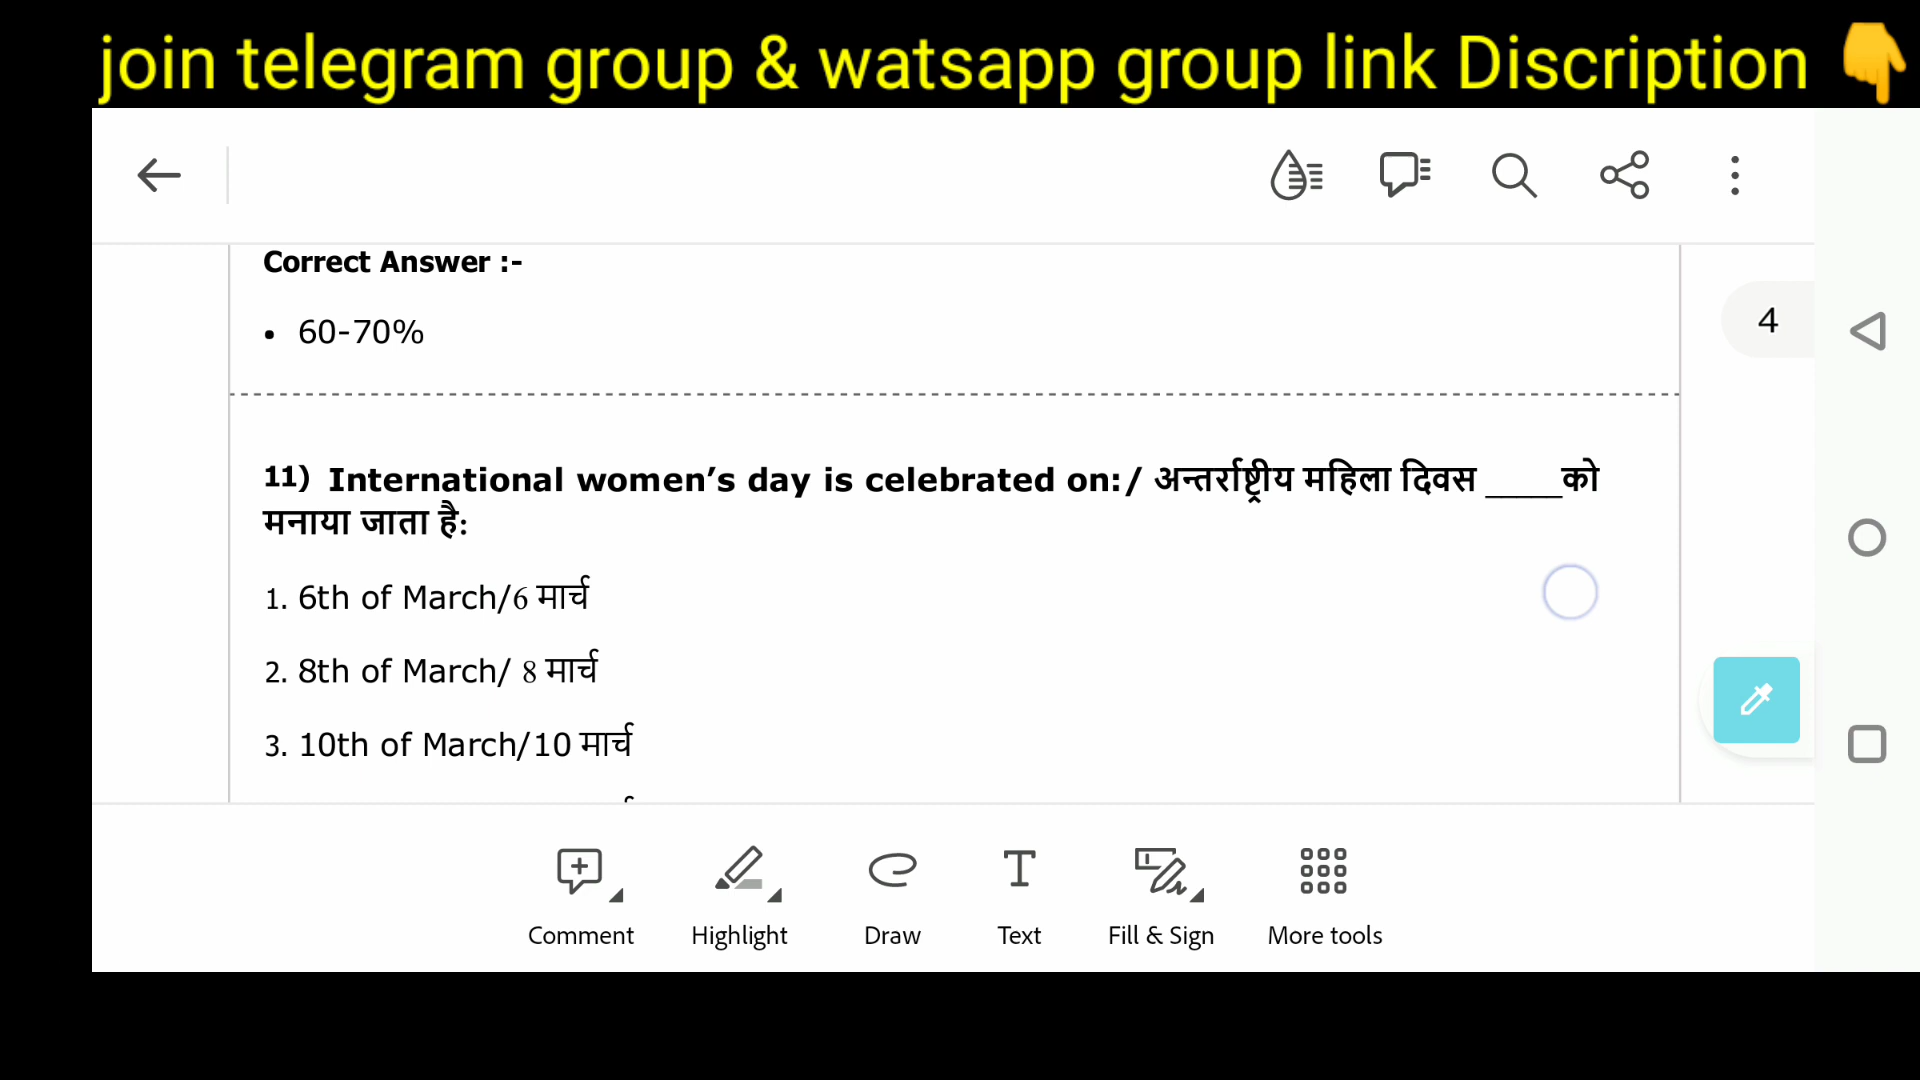 join telegram group & watsapp group link Discription 👇
Correct Answer :-
• 60-70%
4
11) International women’s day is celebrated on:/ अन्तर्राष्ट्रीय महिला दिवस _____को
मनाया जाता है:
1. 6th of March/6 मार्च
2. 8th of March/ 8 मार्च
3. 10th of March/10 मार्च
Comment
Highlight
Draw
Text
Fill & Sign
More tools